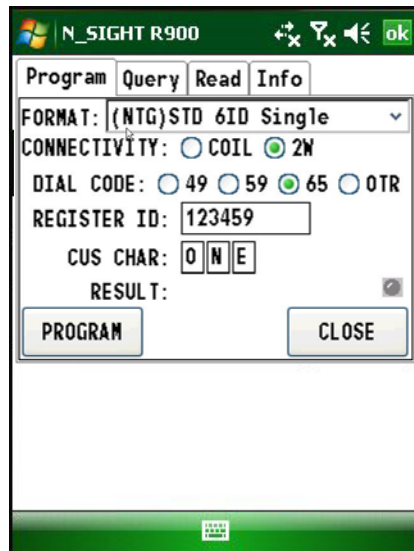 N_SIGHT R900 ok
Program Query Read Info
FORMAT: (NTG)STD 6ID Single
CONNECTIVITY: COIL 2W
DIAL CODE: 49 59 65 OTR
REGISTER ID: 123459
CUS CHAR: O N E
RESULT:
PROGRAM CLOSE